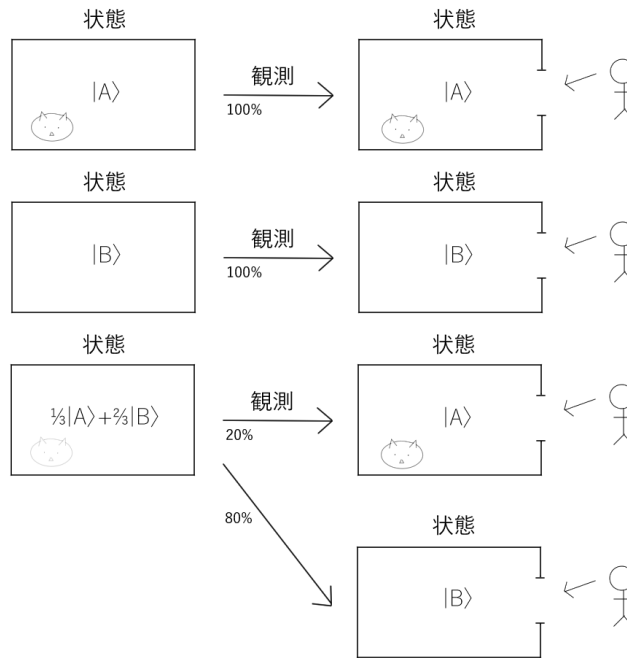 状態 状態
|A⟩ 観測 |A⟩
100%
状態 状態
|B⟩ 観測 |B⟩
100%
状態 状態
⅓|A⟩+⅔|B⟩ 観測 |A⟩
20%
80% 状態
|B⟩